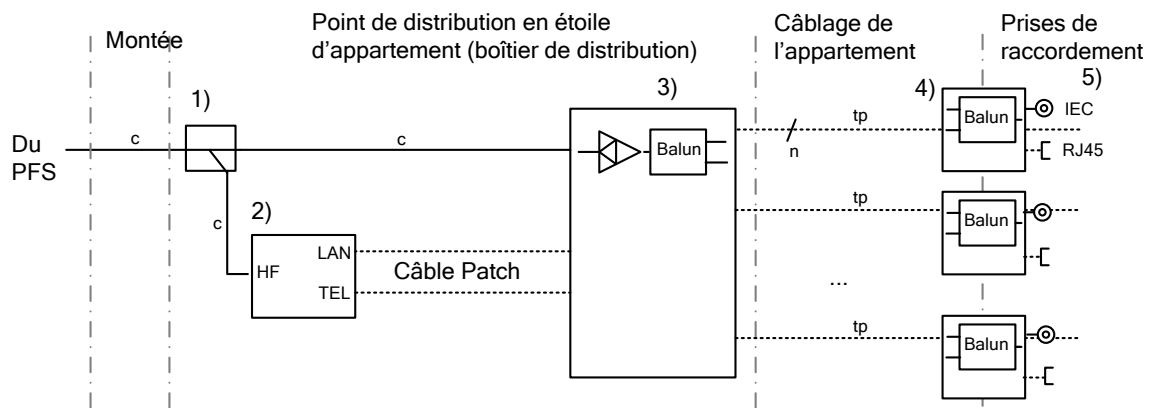 Montée
Point de distribution en étoile
d'appartement (boîtier de distribution)
Câblage de
l'appartement
Prises de
raccordement
1)
3)
4)
5)
Du
PFS
c
c
Balun
n
tp
Balun
IEC
RJ45
c
2)
HF
LAN
TEL
Câble Patch
tp
Balun
...
tp
Balun